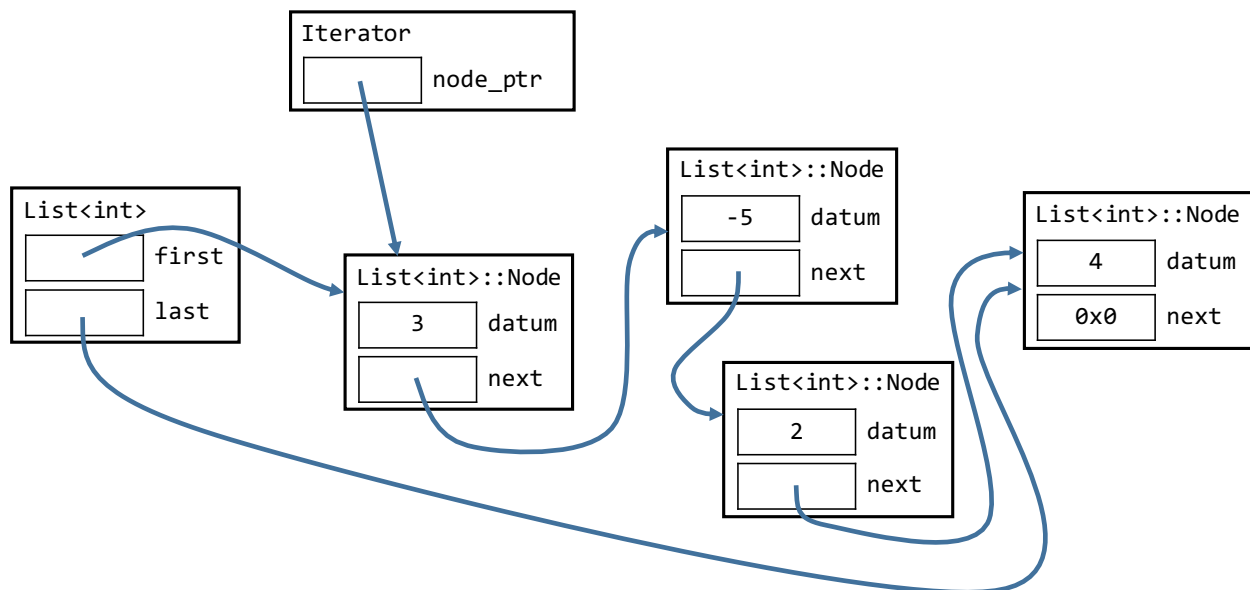 Iterator
node_ptr
List<int>
first
last
List<int>::Node
3 datum
next
List<int>::Node
-5 datum
next
List<int>::Node
2 datum
next
List<int>::Node
4 datum
0x0 next